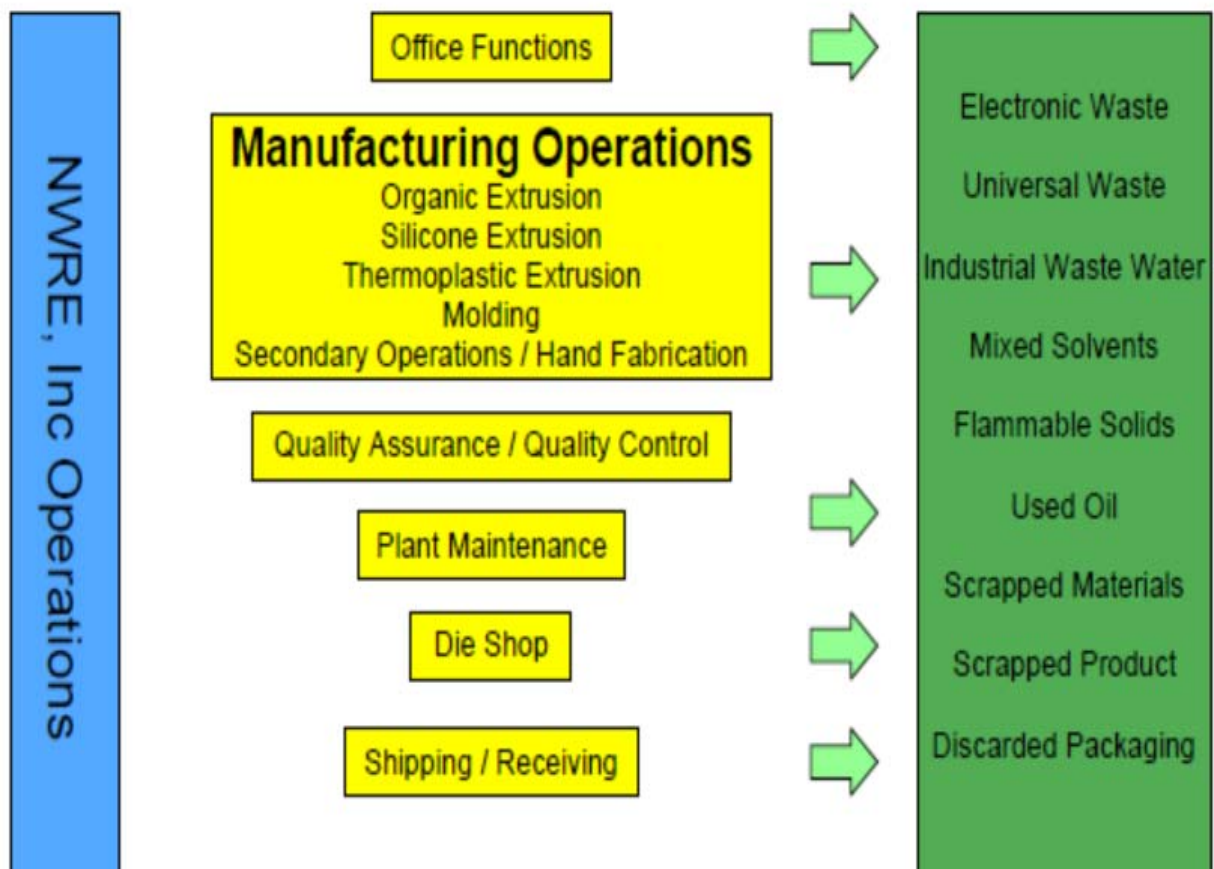 NWRE, Inc Operations
Office Functions
Manufacturing Operations
Organic Extrusion
Silicone Extrusion
Thermoplastic Extrusion
Molding
Secondary Operations / Hand Fabrication
Quality Assurance / Quality Control
Plant Maintenance
Die Shop
Shipping / Receiving
Electronic Waste
Universal Waste
Industrial Waste Water
Mixed Solvents
Flammable Solids
Used Oil
Scrapped Materials
Scrapped Product
Discarded Packaging